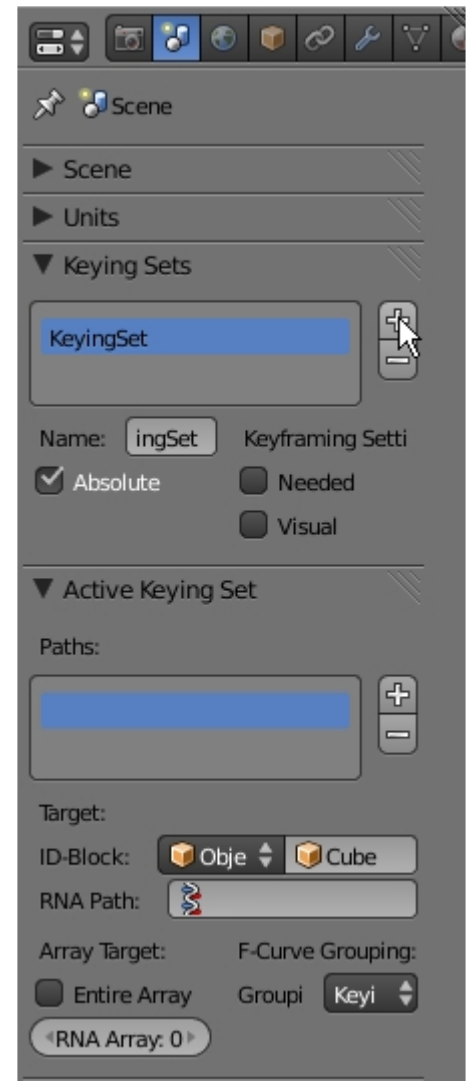 Scene
Scene
Units
Keying Sets
KeyingSet
Name: ingSet Keyframing Setti
Absolute Needed
Visual
Active Keying Set
Paths:
Target:
ID-Block: Obje Cube
RNA Path:
Array Target: F-Curve Grouping:
Entire Array Groupi Keyi
RNA Array: 0